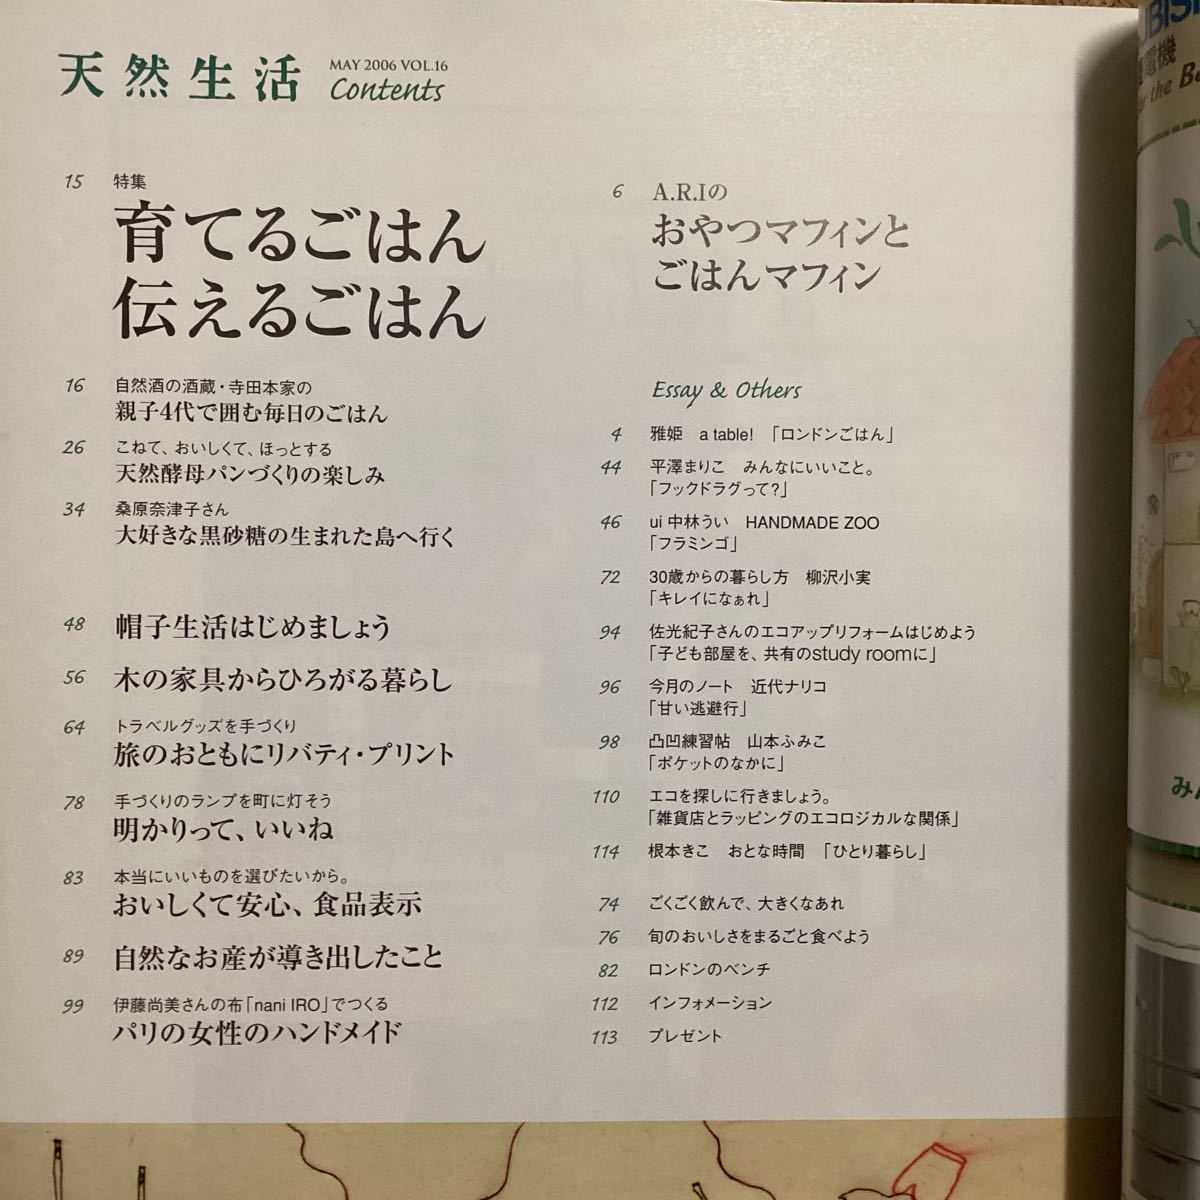 天然生活
MAY 2006 VOL.16
Contents
15 特集
育てるごはん
伝えるごはん
16 自然酒の酒蔵・寺田本家の
親子4代で囲む毎日のごはん
26 こねて、おいしくて、ほっとする
天然酵母パンづくりの楽しみ
34 桑原奈津子さん
大好きな黒砂糖の生まれた島へ行く
48 帽子生活はじめましょう
56 木の家具からひろがる暮らし
64 トラベルグッズを手づくり
旅のおともにリバティ・プリント
78 手づくりのランプを町に灯そう
明かりって、いいね
83 本当にいいものを選びたいから。
おいしくて安心、食品表示
89 自然なお産が導き出したこと
99 伊藤尚美さんの布「nani IRO」でつくる
パリの女性のハンドメイド
6 A.R.Iの
おやつマフィンと
ごはんマフィン
Essay & Others
4 雅姫 a table! 「ロンドンごはん」
44 平澤まりこ みんなにいいこと。
「フックドラグって?」
46 ui 中林うい HANDMADE ZOO
「フラミンゴ」
72 30歳からの暮らし方 柳沢小実
「キレイになぁれ」
94 佐光紀子さんのエコアップリフォームはじめよう
「子ども部屋を、共有のstudy roomに」
96 今月のノート 近代ナリコ
「甘い逃避行」
98 凸凹練習帖 山本ふみこ
「ポケットのなかに」
110 エコを探しに行きましょう。
「雑貨店とラッピングのエコロジカルな関係」
114 根本きこ おとな時間 「ひとり暮らし」
74 ごくごく飲んで、大きくなあれ
76 旬のおいしさをまるごと食べよう
82 ロンドンのベンチ
112 インフォメーション
113 プレゼント
電機
the
み